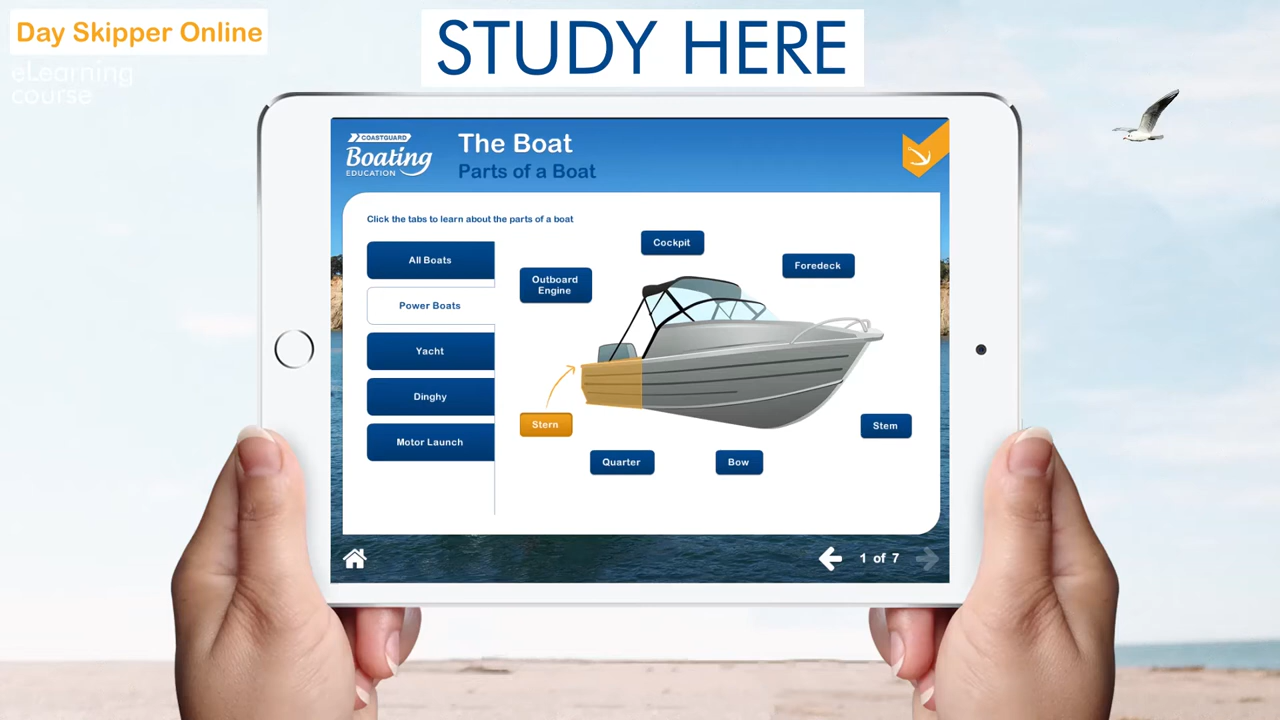 Day Skipper Online
eLearning
course
STUDY HERE
COASTGUARD
Boating
EDUCATION
The Boat
Parts of a Boat
Click the tabs to learn about the parts of a boat
All Boats
Power Boats
Yacht
Dinghy
Motor Launch
Cockpit
Foredeck
Outboard
Engine
Stern
Stem
Quarter
Bow
1 of 7